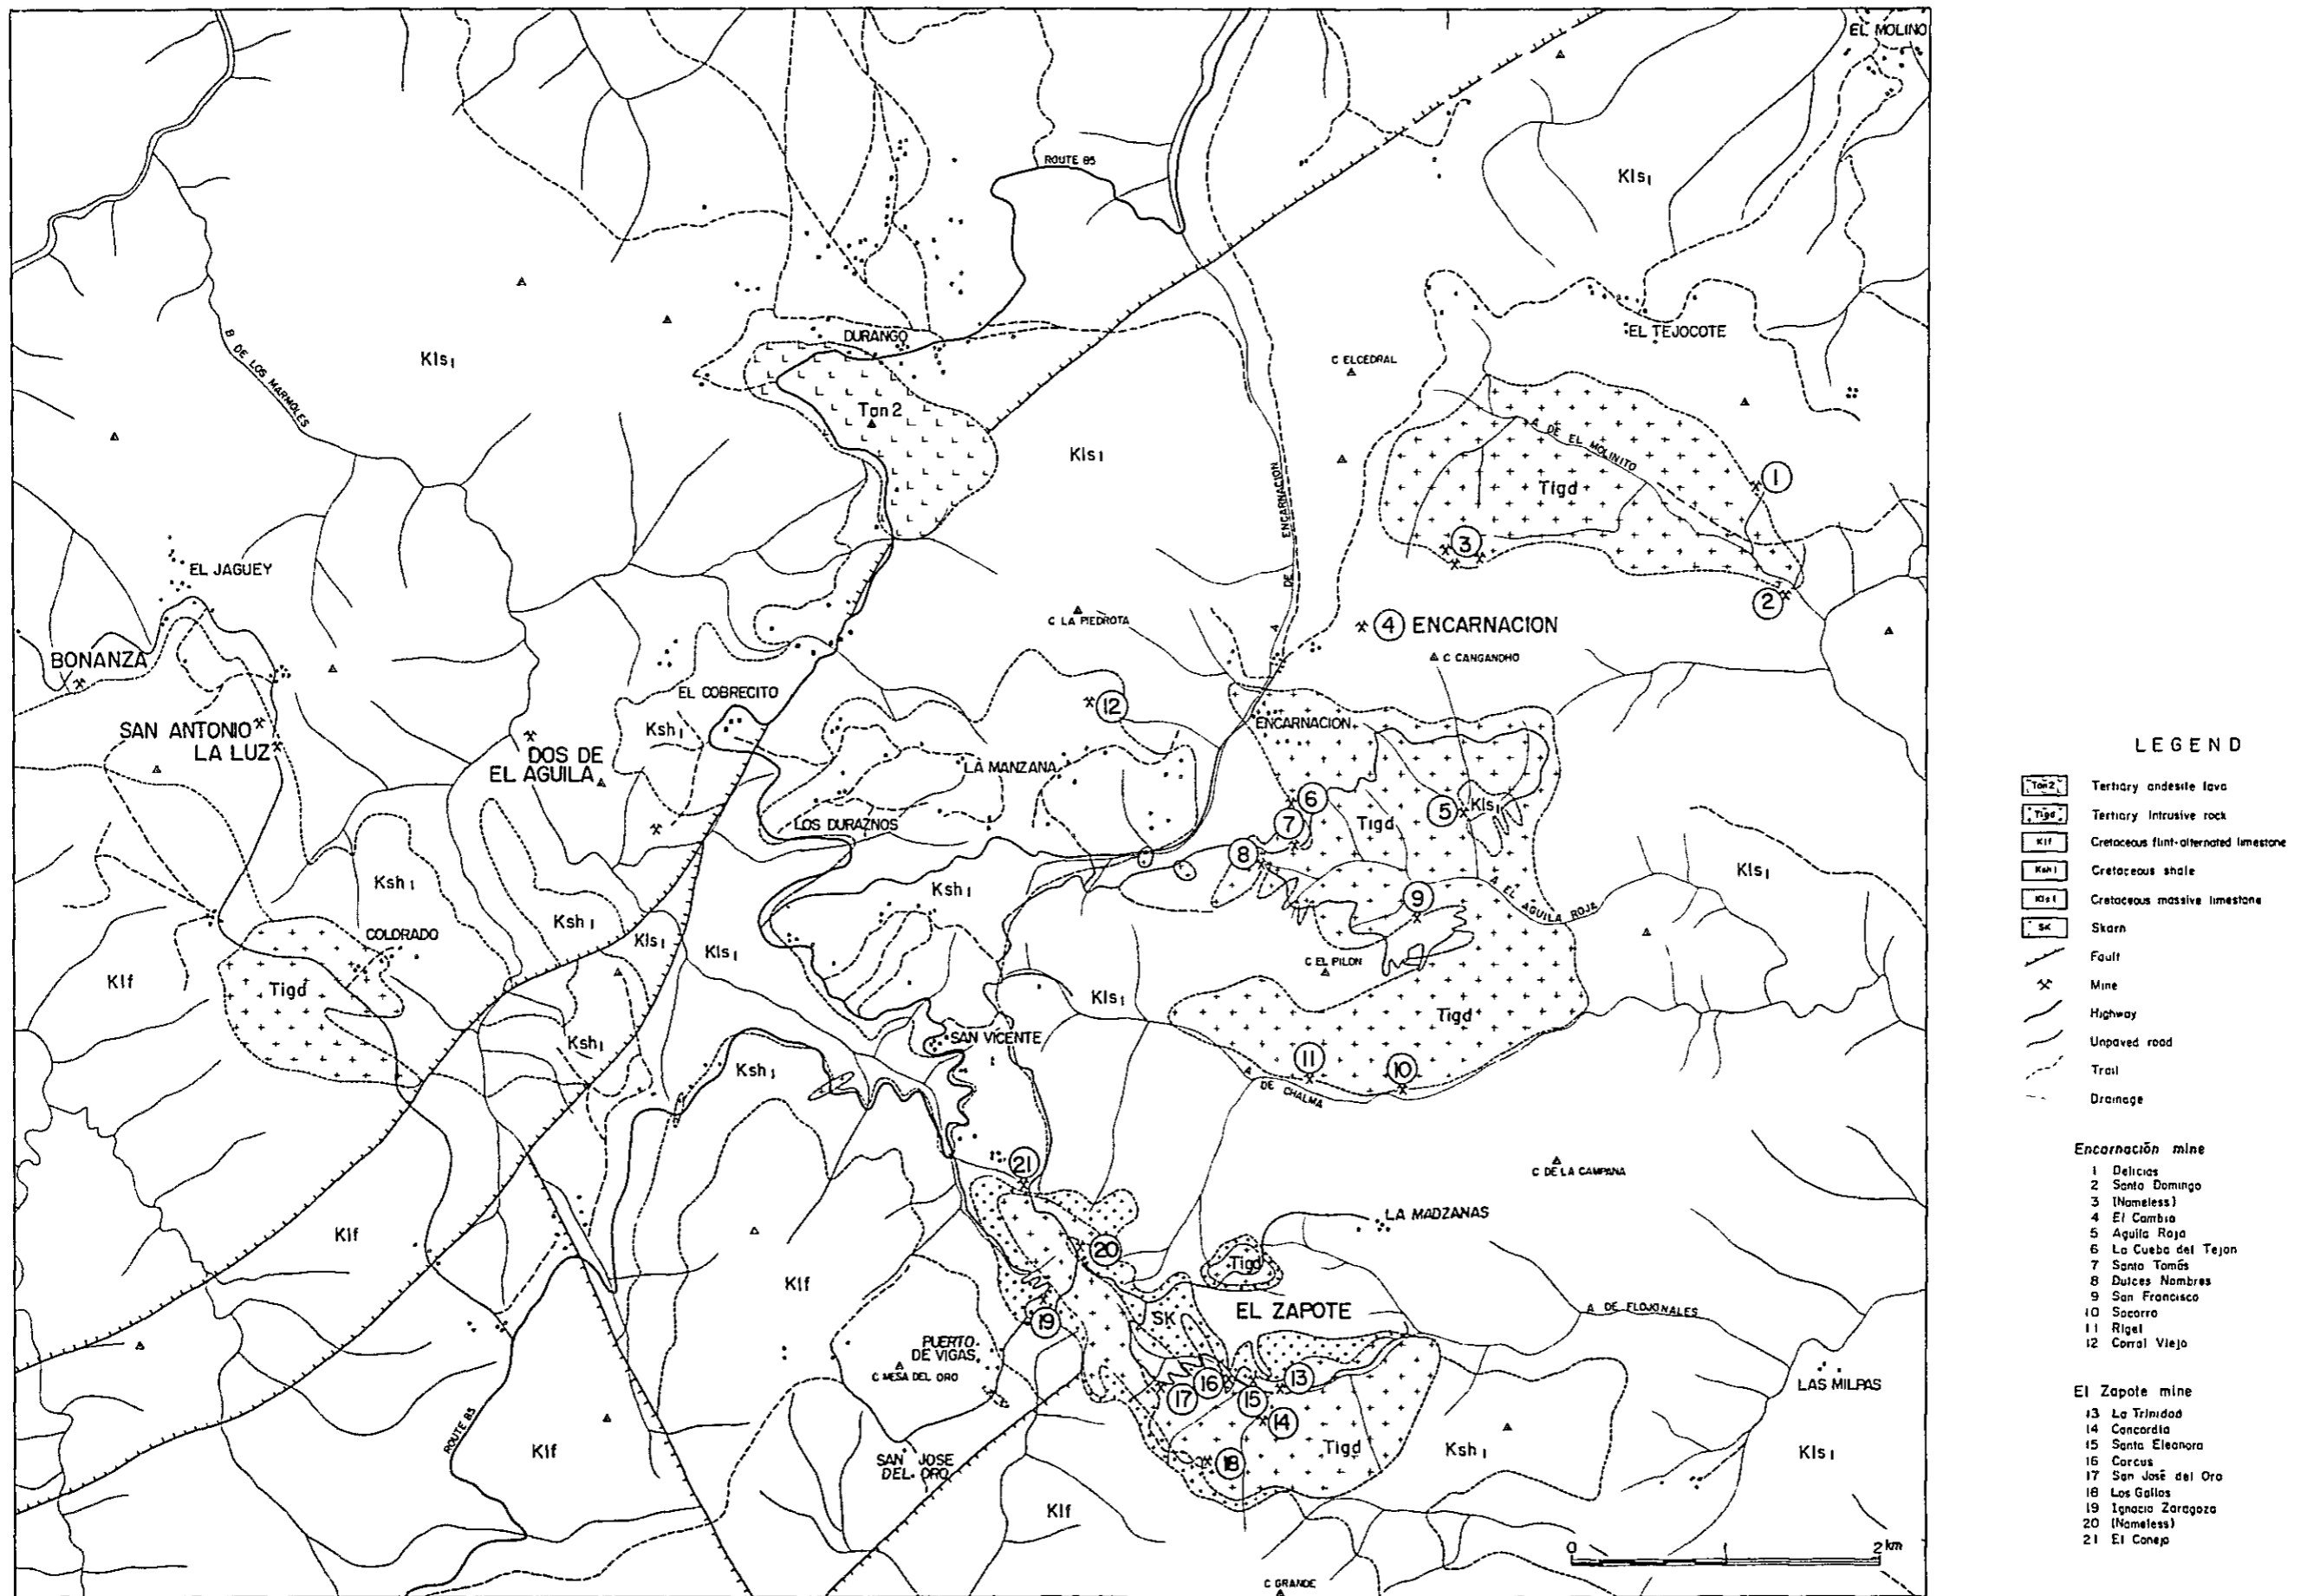 EL MOLINO
ROUTE 85
Kls1
B DE LOS MARMOLES
Kls1
DURANGO
EL TEJOCOTE
C ELCEDRAL
Tan2
A DE EL MOLINITO
Kls1
A DE ENCARNACION
Tigd
1
3
2
EL JAGUEY
C LA PIEDROTA
4 ENCARNACION
C CANGANDHO
BONANZA
EL COBRECITO
12
SAN ANTONIO
LA LUZ
Ksh1
DOS DE
EL AGUILA
ENCARNACION
LA MANZANA
6
5
Kls1
7
Tigd
LOS DURAZNOS
8
Kls1
Ksh1
Ksh1
9
A EL AGUILA ROJA
Ksh1
COLORADO
Kls1
Kls1
C EL PILON
Klf
Tigd
Kls1
Tigd
Ksh1
SAN VICENTE
Ksh1
11
10
A DE CHALMA
21
C DE LA CAMPANA
LA MADZANAS
Klf
20
Tigd
Klf
SK
EL ZAPOTE
A DE FLOJONALES
19
PUERTO
DE VIGAS
C MESA DEL ORO
16
13
17
15
LAS MILPAS
14
ROUTE 85
Klf
SAN JOSE
DEL ORO
18
Tigd
Ksh1
Kls1
Klf
0 1 2 km
C GRANDE
LEGEND
Tan2 Tertiary andesite lava
Tigd Tertiary Intrusive rock
Klf Cretaceous flint-alternated limestone
Ksh1 Cretaceous shale
Kls1 Cretaceous massive limestone
SK Skarn
Fault
Mine
Highway
Unpaved road
Trail
Drainage
Encarnación mine
1 Delicias
2 Santo Domingo
3 (Nameless)
4 El Cambio
5 Aguila Roja
6 La Cueba del Tejon
7 Santo Tomás
8 Dulces Nombres
9 San Francisco
10 Socorro
11 Rigel
12 Corral Viejo
El Zapote mine
13 La Trinidad
14 Concordia
15 Santa Eleanora
16 Carcus
17 San José del Oro
18 Los Gallos
19 Ignacio Zaragoza
20 (Nameless)
21 El Conejo